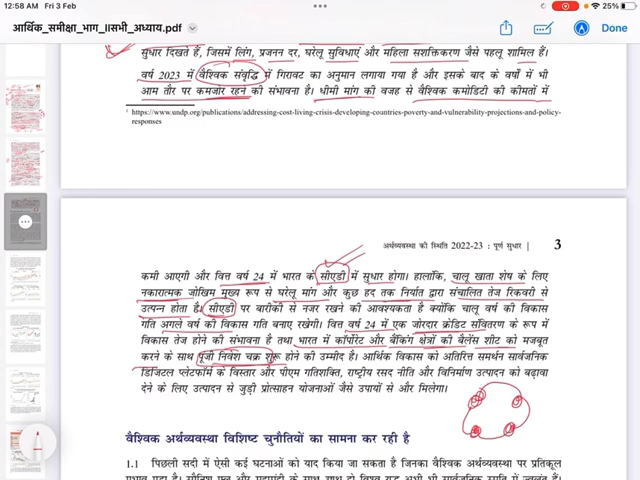 12:58 AM Fri 3 Feb
25%
आर्थिक_समीक्षा_भाग_IIसभी_अध्याय.pdf
Done
सुधार दिखते हैं, जिसमें लिंग, प्रजनन दर, घरेलू सुविधाएं और महिला सशक्तिकरण जैसे पहलू शामिल हैं।
वर्ष 2023 में वैश्विक संवृद्धि में गिरावट का अनुमान लगाया गया है और इसके बाद के वर्षों में भी
आम तौर पर कमजोर रहने की संभावना है। धीमी मांग की वजह से वैश्विक कमोडिटी की कीमतों में
https://www.undp.org/publications/addressing-cost-living-crisis-developing-countries-poverty-and-vulnerability-projections-and-policy-
responses
अर्थव्यवस्था की स्थिति 2022-23 : पूर्ण सुधार 3
कमी आएगी और वित्त वर्ष 24 में भारत के सीएडी में सुधार होगा। हालांकि, चालू खाता शेष के लिए
नकारात्मक जोखिम मुख्य रूप से घरेलू मांग और कुछ हद तक निर्यात द्वारा संचालित तेज रिकवरी से
उत्पन्न होता है। सीएडी पर बारीकी से नजर रखने की आवश्यकता है क्योंकि चालू वर्ष की विकास
गति अगले वर्ष की विकास गति बनाए रखेगी। वित्त वर्ष 24 में एक जोरदार क्रेडिट संवितरण के रूप में
विकास तेज होने की संभावना है तथा भारत में कॉर्पोरेट और बैंकिंग क्षेत्रों की बैलेंस शीट को मजबूत
करने के साथ पूंजी निवेश चक्र शुरू होने की उम्मीद है। आर्थिक विकास को अतिरिक्त समर्थन सार्वजनिक
डिजिटल प्लेटफॉर्म के विस्तार और पीएम गतिशक्ति, राष्ट्रीय रसद नीति और विनिर्माण उत्पादन को बढ़ावा
देने के लिए उत्पादन से जुड़ी प्रोत्साहन योजनाओं जैसे उपायों से और मिलेगा।
वैश्विक अर्थव्यवस्था विशिष्ट चुनौतियों का सामना कर रही है
1.1 पिछली सदी में ऐसी कई घटनाओं को याद किया जा सकता है जिनका वैश्विक अर्थव्यवस्था पर प्रतिकूल